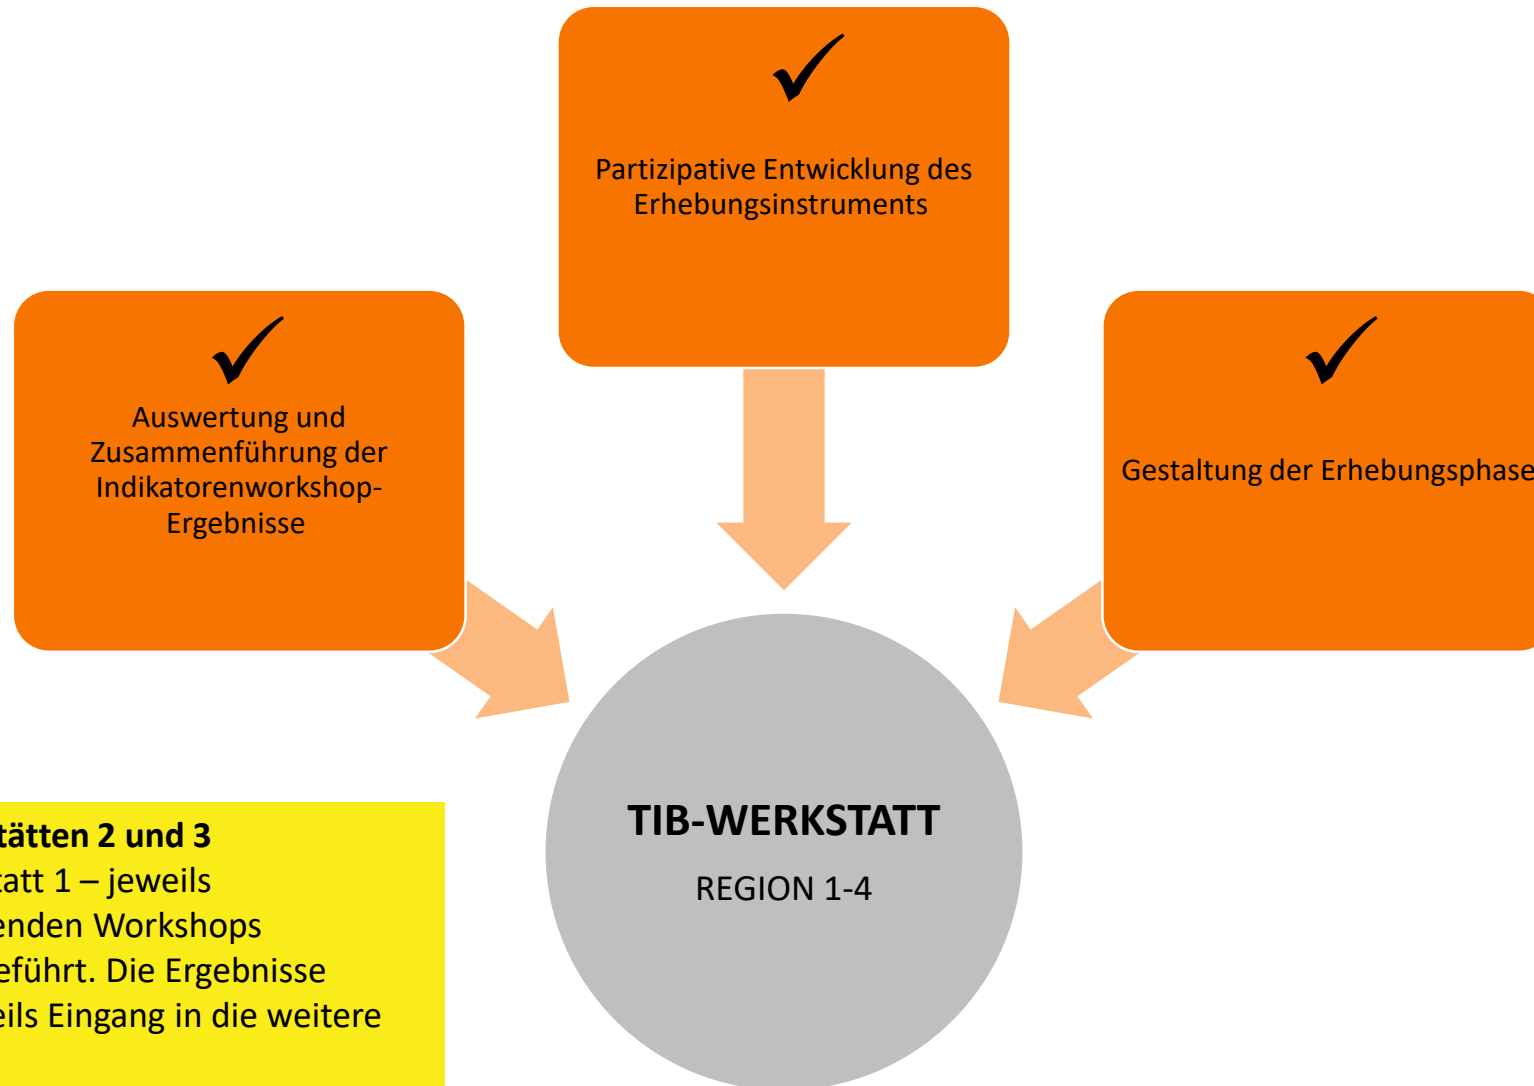 Partizipative Entwicklung des
Erhebungsinstruments
Auswertung und
Zusammenführung der
Indikatorenworkshop-
Ergebnisse
Gestaltung der Erhebungsphase
TIB-WERKSTATT
REGION 1-4
tätten 2 und 3
tatt 1 – jeweils
enden Workshops
eführt. Die Ergebnisse
eils Eingang in die weitere